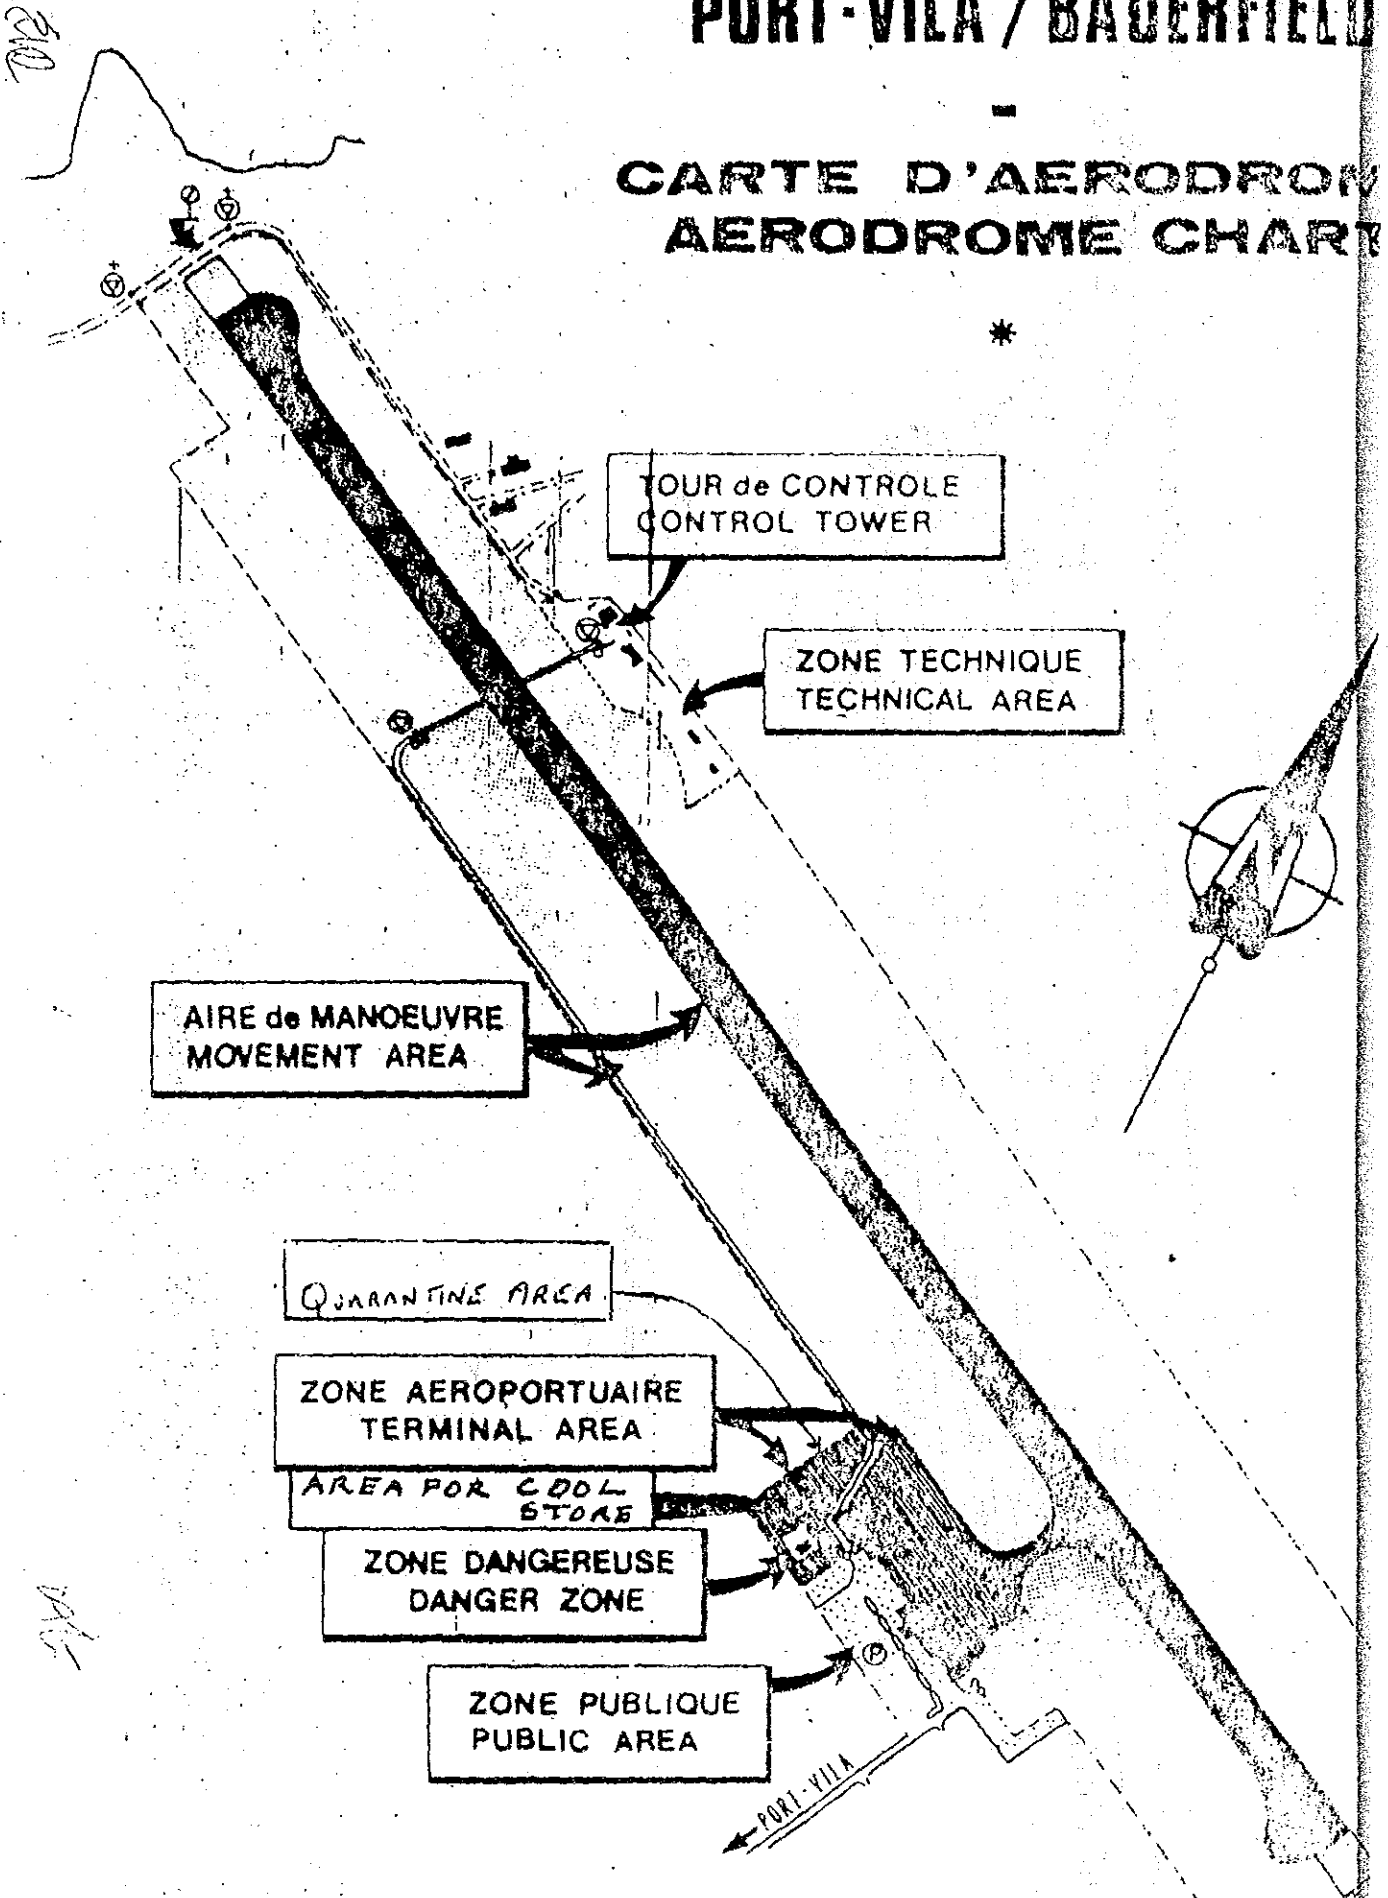 PORT-VILA / BAUERFIELD
-
CARTE D'AERODROM
AERODROME CHART
*
TOUR de CONTROLE
CONTROL TOWER
ZONE TECHNIQUE
TECHNICAL AREA
AIRE de MANOEUVRE
MOVEMENT AREA
QUARANTINE AREA
ZONE AEROPORTUAIRE
TERMINAL AREA
AREA FOR COOL
STORE
ZONE DANGEREUSE
DANGER ZONE
P
ZONE PUBLIQUE
PUBLIC AREA
PORT-VILA